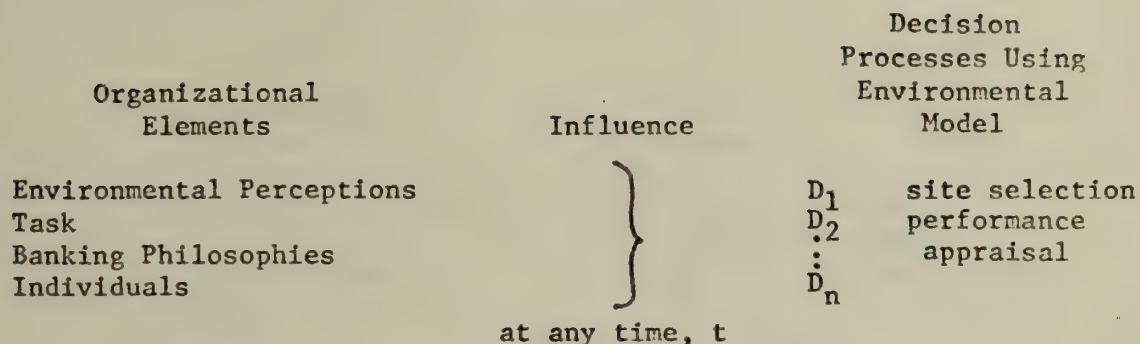 Decision
Processes Using
Organizational Environmental
Elements Influence Model
Environmental Perceptions D1 site selection
Task D2 performance
Banking Philosophies : appraisal
Individuals Dn
at any time, t